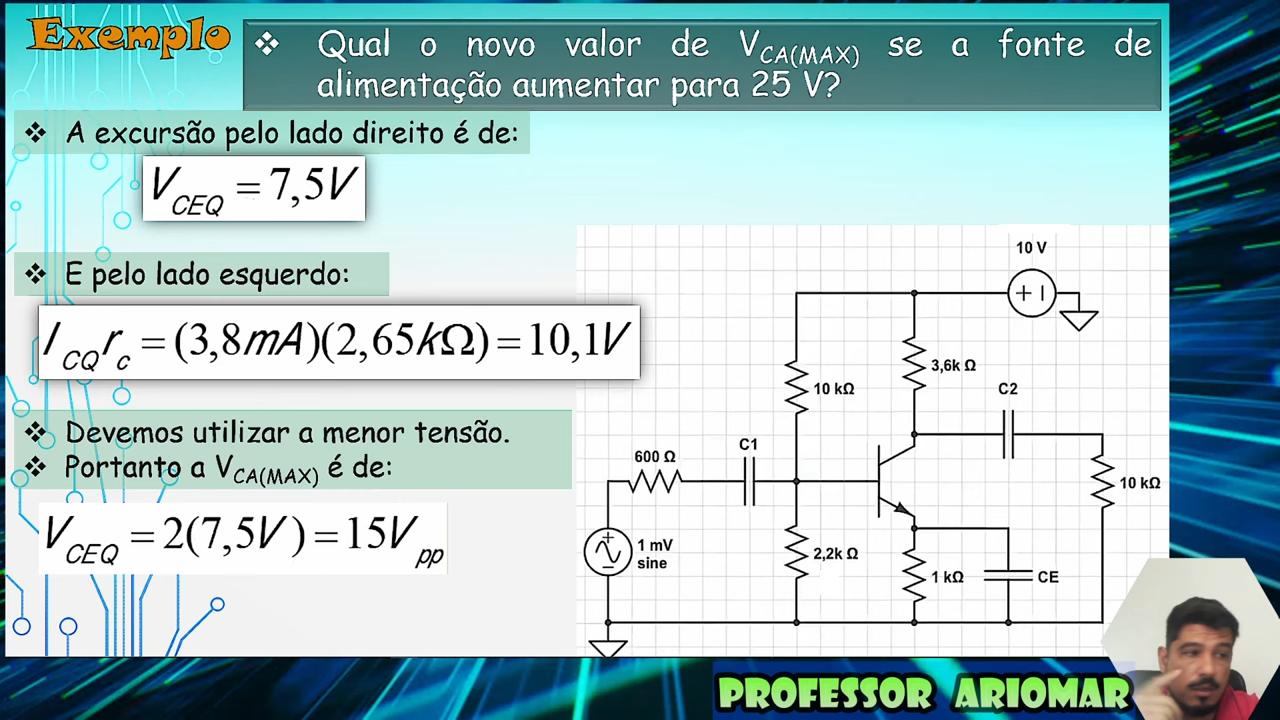 Exemplo
❖ Qual o novo valor de V_CA(MAX) se a fonte de
alimentação aumentar para 25 V?
❖ A excursão pelo lado direito é de:
V_CEQ = 7,5V
❖ E pelo lado esquerdo:
I_CQ r_c = (3,8mA)(2,65kΩ) = 10,1V
❖ Devemos utilizar a menor tensão.
❖ Portanto a V_CA(MAX) é de:
V_CEQ = 2(7,5V) = 15V_pp
10 V
3,6k Ω
10 kΩ
C2
C1
600 Ω
10 kΩ
1 mV
sine
2,2k Ω
1 kΩ
CE
PROFESSOR ARIOMAR